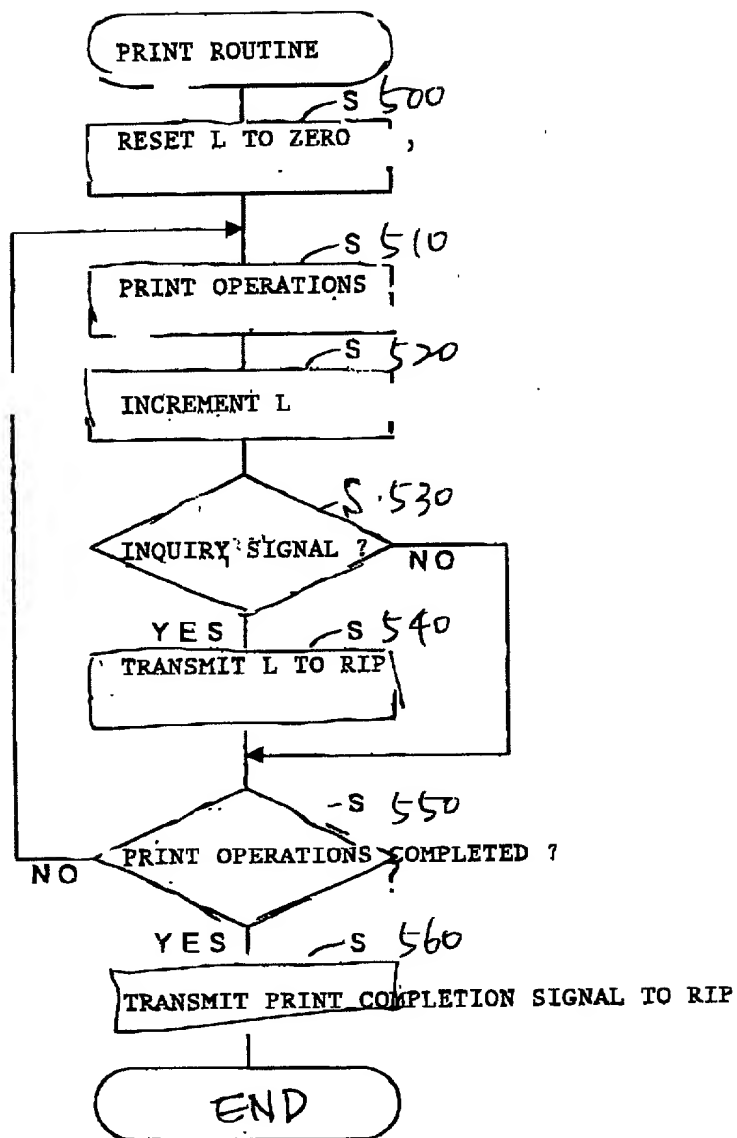 PRINT ROUTINE
S 500
RESET L TO ZERO ,
S 510
PRINT OPERATIONS
S 520
INCREMENT L
S.530
INQUIRY SIGNAL ?
NO
YES
S 540
TRANSMIT L TO RIP
S 550
PRINT OPERATIONS COMPLETED ?
?
NO
YES
S 560
TRANSMIT PRINT COMPLETION SIGNAL TO RIP
END